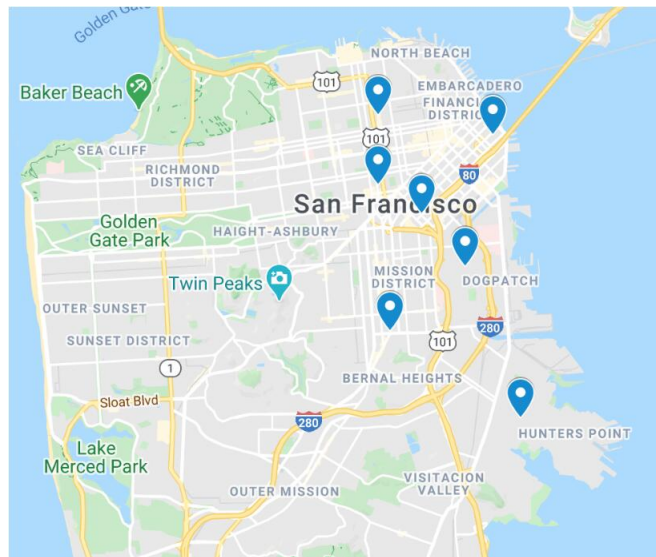 Golden Gate
NORTH BEACH
101
Baker Beach
EMBARCADERO
FINANCIAL
DISTRI
101
SEA CLIFF
RICHMOND
DISTRICT
80
San Francisco
Golden
Gate Park
HAIGHT-ASHBURY
Twin Peaks
MISSION
DISTRICT
DOGPATCH
OUTER SUNSET
SUNSET DISTRICT
280
101
1
BERNAL HEIGHTS
Sloat Blvd
280
HUNTERS POINT
Lake
Merced Park
OUTER MISSION
VISITACION
VALLEY